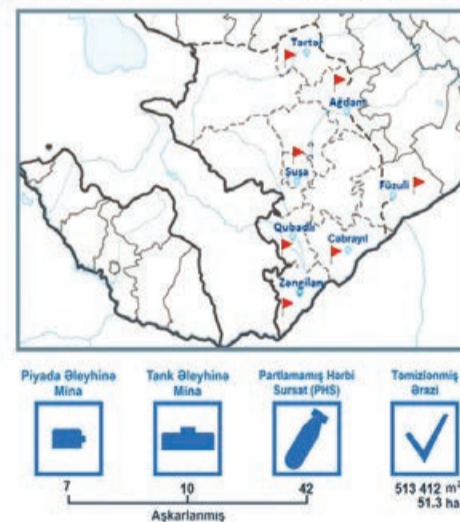 Tərtər
Ağdam
Şuşa
Füzuli
Qubadlı
Cəbrayıl
Zəngilan
Piyada Əleyhinə
Mina
Tank Əleyhinə
Mina
Partlamamış Hərbi
Sursat (PHS)
Təmizlənmiş
Ərazi
7
10
42
513 412 m²
51.3 ha
Aşkarlanmış